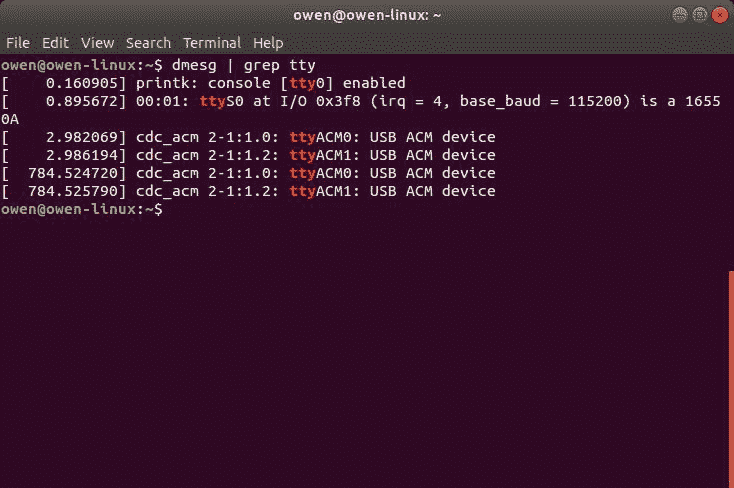 owen@owen-linux: ~
File Edit View Search Terminal Help
owen@owen-linux:~$ dmesg | grep tty
[    0.160905] printk: console [tty0] enabled
[    0.895672] 00:01: ttyS0 at I/O 0x3f8 (irq = 4, base_baud = 115200) is a 1655
0A
[    2.982069] cdc_acm 2-1:1.0: ttyACM0: USB ACM device
[    2.986194] cdc_acm 2-1:1.2: ttyACM1: USB ACM device
[  784.524720] cdc_acm 2-1:1.0: ttyACM0: USB ACM device
[  784.525790] cdc_acm 2-1:1.2: ttyACM1: USB ACM device
owen@owen-linux:~$